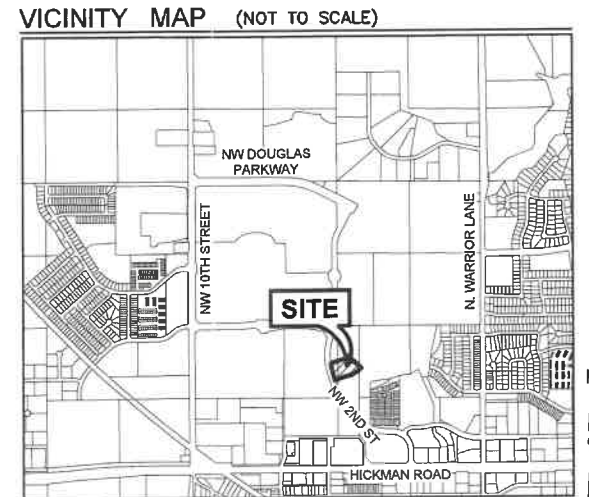 VICINITY MAP (NOT TO SCALE)
NW DOUGLAS
PARKWAY
NW 10TH STREET
N. WARRIOR LANE
SITE
NW 2ND ST
HICKMAN ROAD